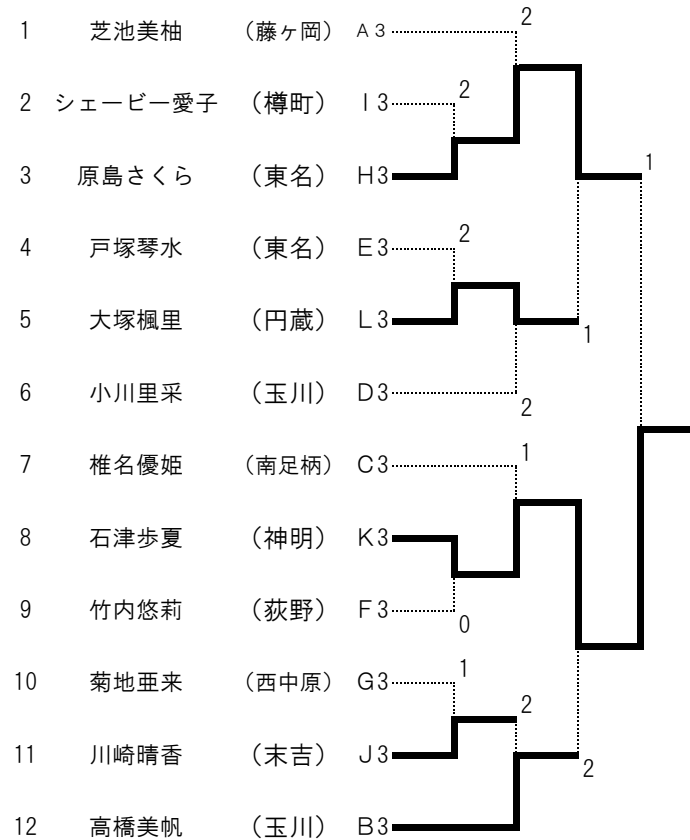 1 芝池美柚 （藤ヶ岡） A3 2
2 シェービー愛子 （樽町） I3 2
3 原島さくら （東名） H3 1
4 戸塚琴水 （東名） E3 2
5 大塚楓里 （円蔵） L3 1
6 小川里采 （玉川） D3 2
7 椎名優姫 （南足柄） C3 1
8 石津歩夏 （神明） K3
9 竹内悠莉 （荻野） F3 0
10 菊地亜来 （西中原） G3 1
2
11 川崎晴香 （末吉） J3 2
12 高橋美帆 （玉川） B3